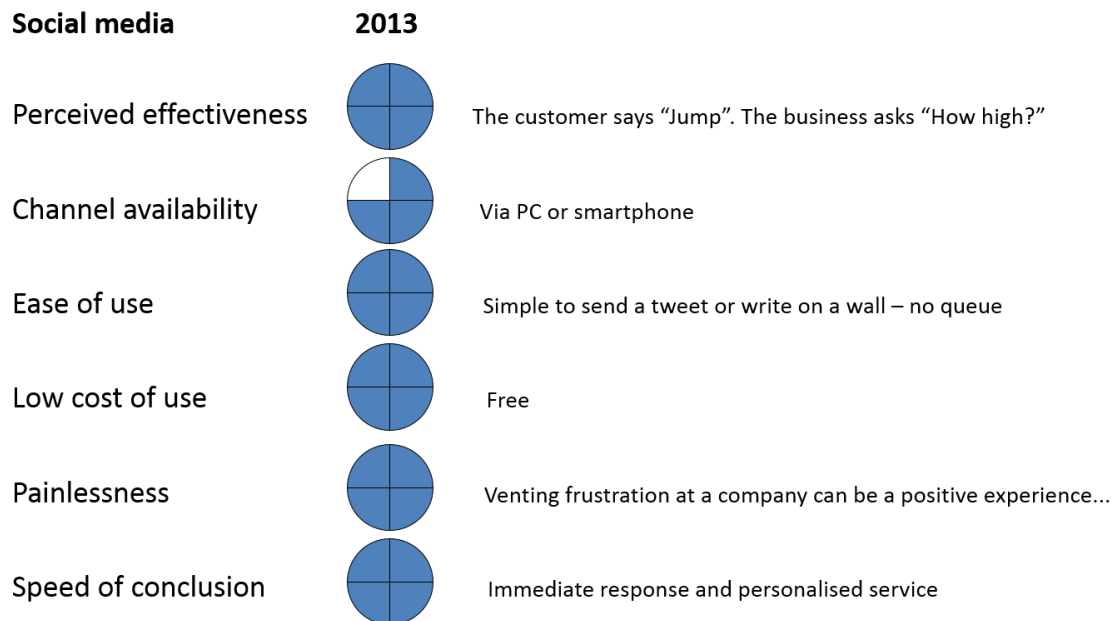 Social media 2013
Perceived effectiveness The customer says “Jump”. The business asks “How high?”
Channel availability Via PC or smartphone
Ease of use Simple to send a tweet or write on a wall – no queue
Low cost of use Free
Painlessness Venting frustration at a company can be a positive experience...
Speed of conclusion Immediate response and personalised service